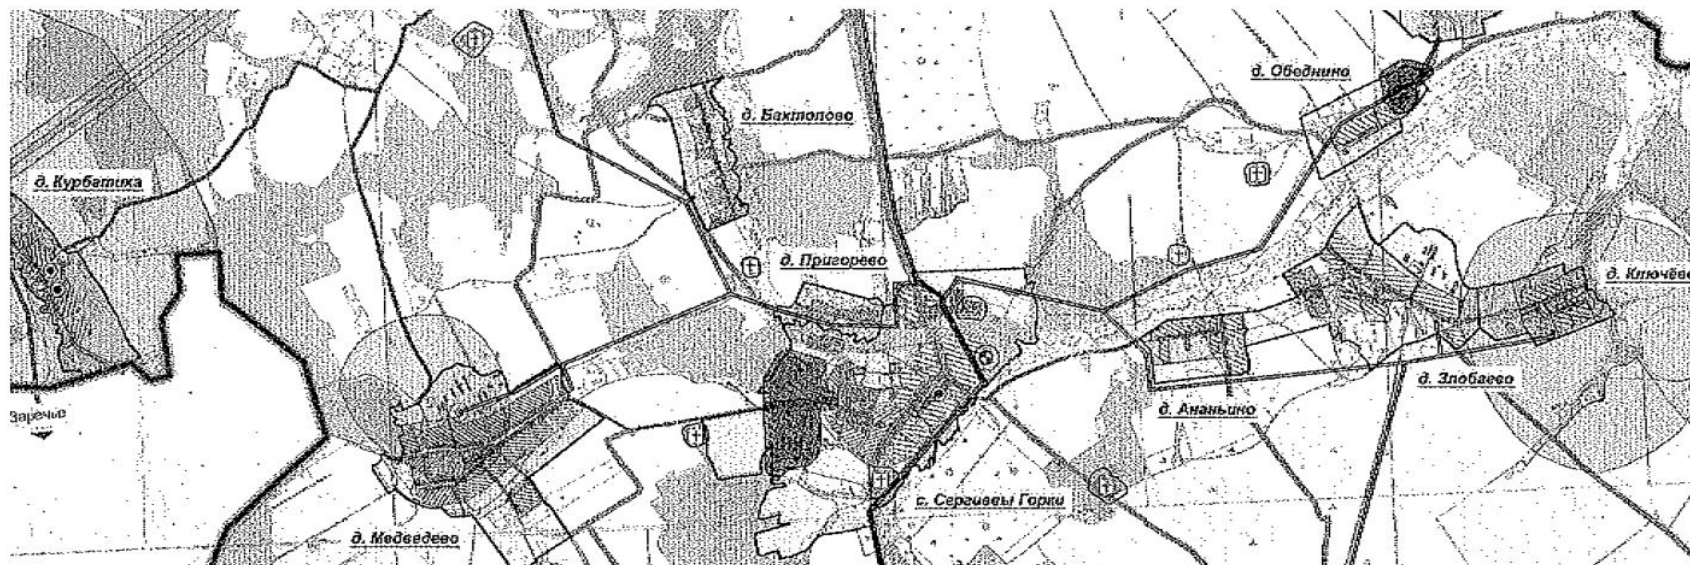 д. Обеднино
д. Бахтолово
д. Курбатиха
д. Пригорево
д. Ключёво
д. Злобаево
Заречье
д. Ананьино
с. Сергиевы Горки
д. Медведево